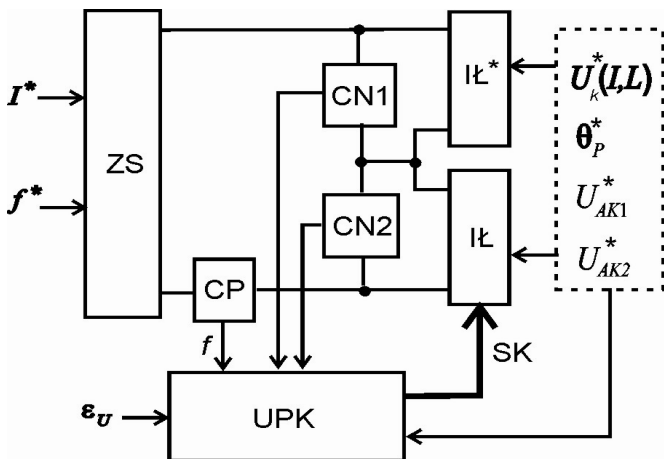 I*
f*
ZS
CN1
CN2
CP
f
IŁ*
IŁ
U*k(I,L)
θ*P
U*AK1
U*AK2
SK
εU
UPK